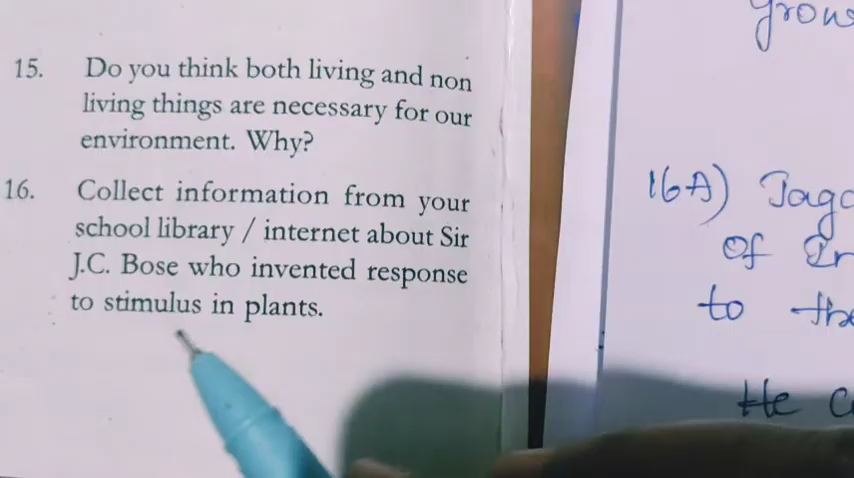 15. Do you think both living and non
living things are necessary for our
environment. Why?
16. Collect information from your
school library / internet about Sir
J.C. Bose who invented response
to stimulus in plants.
16A)
of
to
He